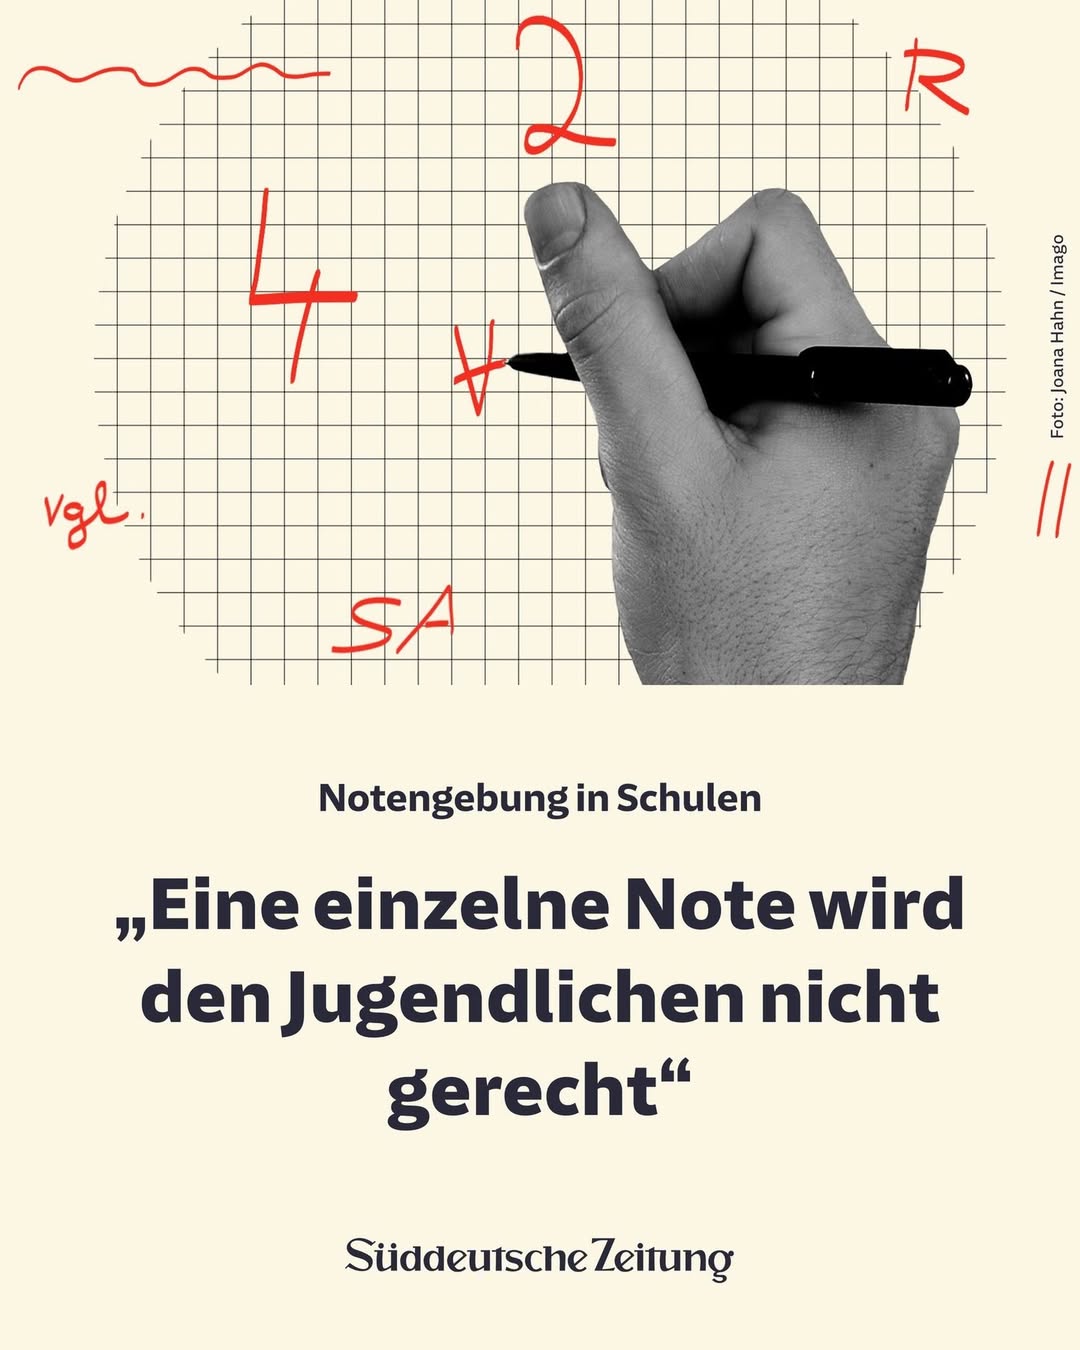 2
R
4
∀
Foto: Joana Hahn / Imago
vgl.
SA
Notengebung in Schulen
„Eine einzelne Note wird
den Jugendlichen nicht
gerecht“
Süddeutsche Zeitung